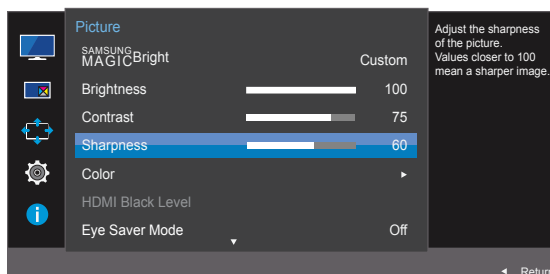 Picture
SAMSUNG
MAGICBright Custom
Brightness 100
Contrast 75
Sharpness 60
Color
HDMI Black Level
Eye Saver Mode Off
Adjust the sharpness
of the picture.
Values closer to 100
mean a sharper image.
Return